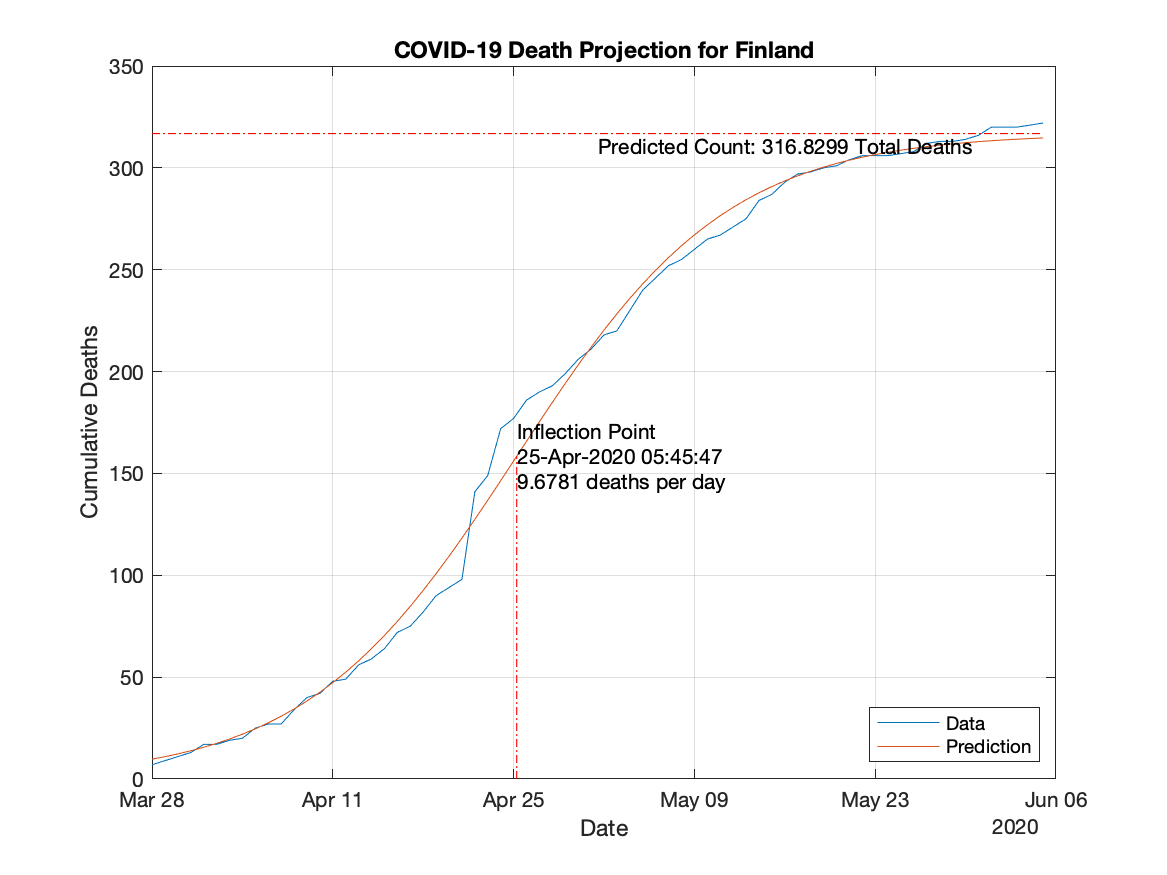 COVID-19 Death Projection for Finland
350
300
250
200
150
100
50
0
Cumulative Deaths
Predicted Count: 316.8299 Total Deaths
Inflection Point
25-Apr-2020 05:45:47
9.6781 deaths per day
Data
Prediction
Mar 28 Apr 11 Apr 25 May 09 May 23 Jun 06
Date
2020